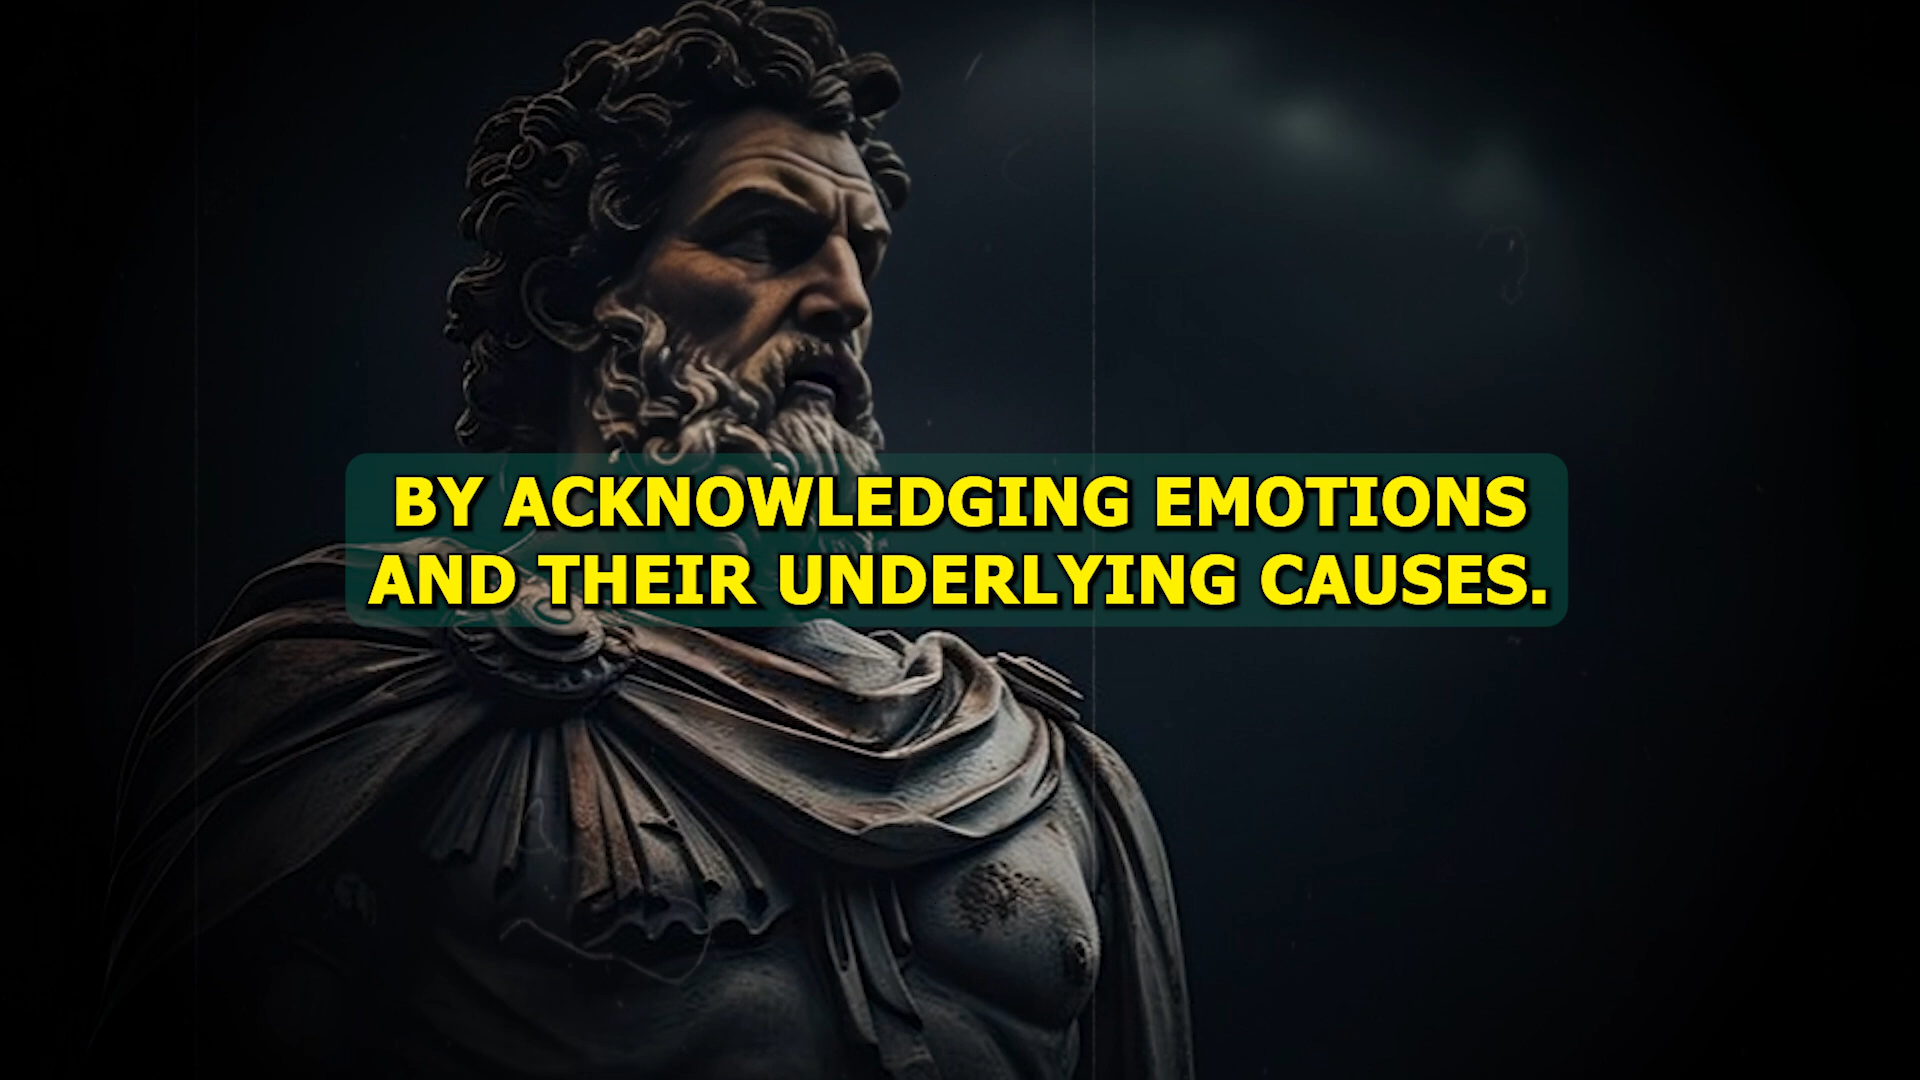 BY ACKNOWLEDGING EMOTIONS
AND THEIR UNDERLYING CAUSES.